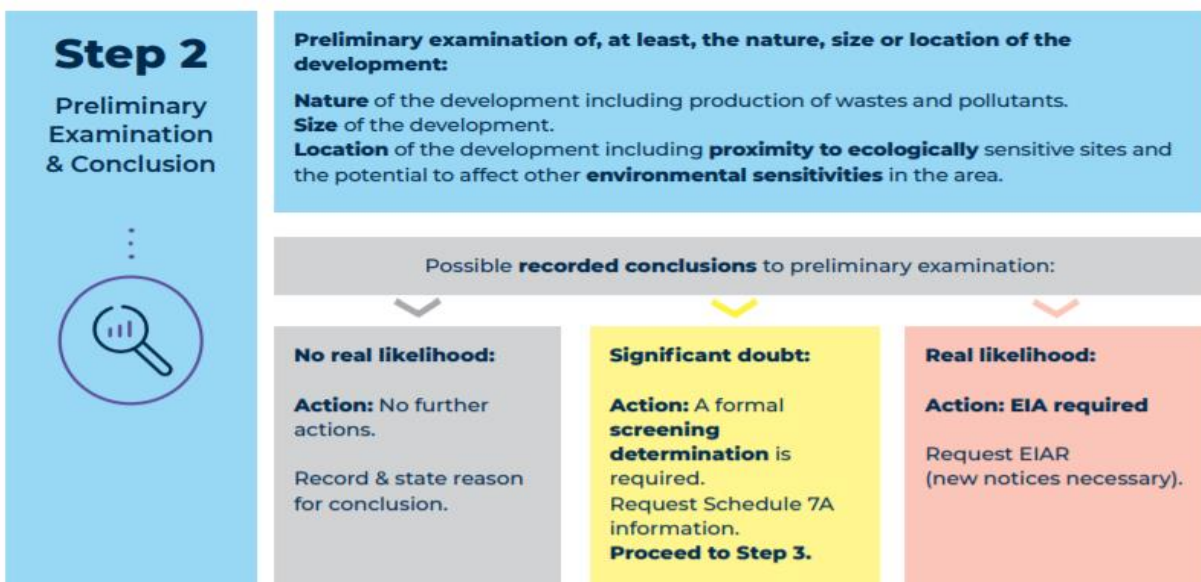 Step 2
Preliminary
Examination
& Conclusion
Preliminary examination of, at least, the nature, size or location of the
development:
Nature of the development including production of wastes and pollutants.
Size of the development.
Location of the development including proximity to ecologically sensitive sites and
the potential to affect other environmental sensitivities in the area.
Possible recorded conclusions to preliminary examination:
No real likelihood:
Action: No further
actions.
Record & state reason
for conclusion.
Significant doubt:
Action: A formal
screening
determination is
required.
Request Schedule 7A
information.
Proceed to Step 3.
Real likelihood:
Action: EIA required
Request EIAR
(new notices necessary).